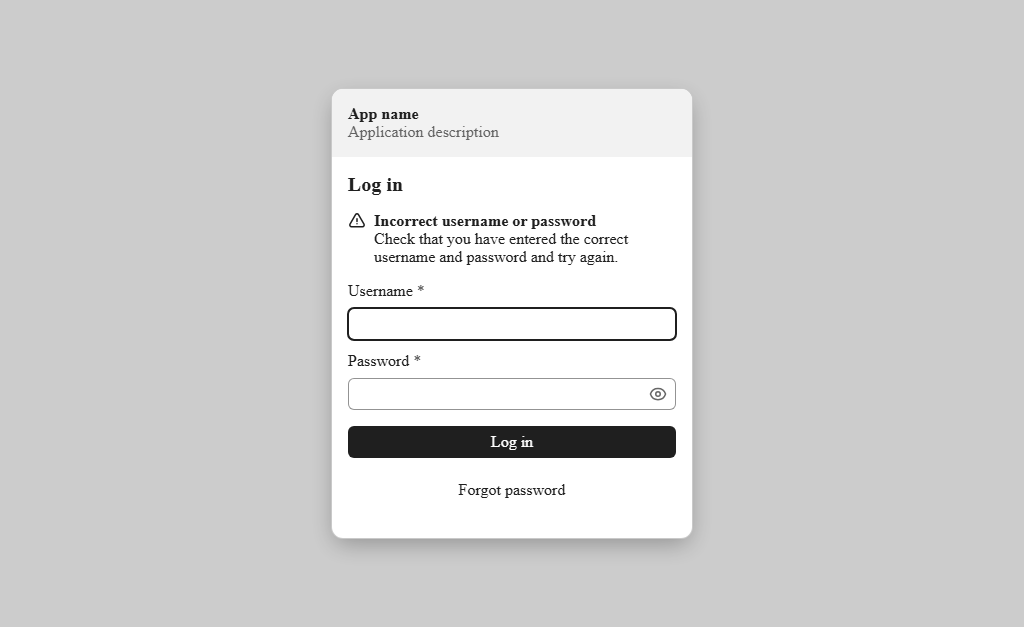 App name
Application description
Log in
Incorrect username or password
Check that you have entered the correct
username and password and try again.
Username *
Password *
Log in
Forgot password